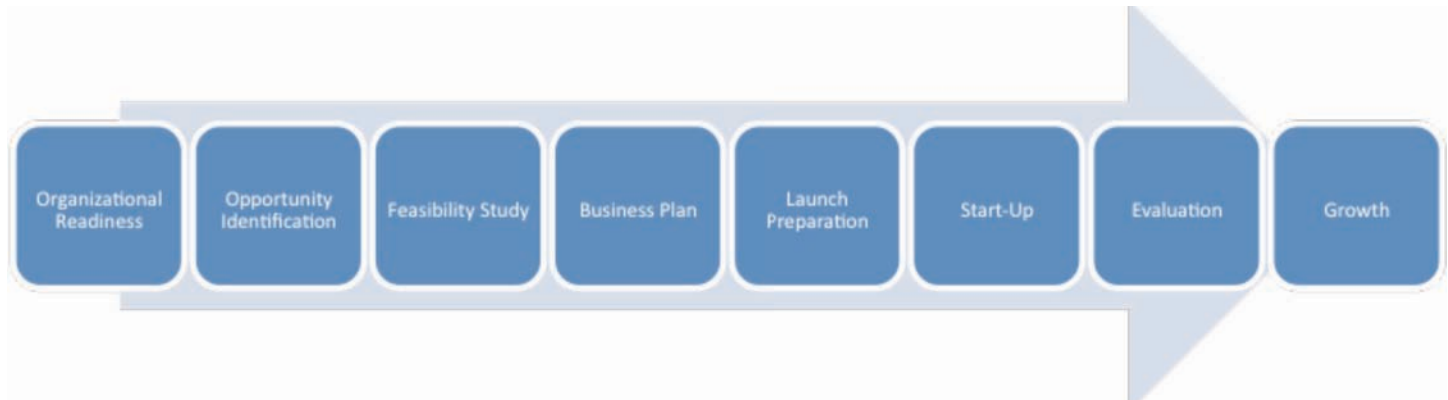 Organizational
Readiness
Opportunity
Identification
Feasibility Study
Business Plan
Launch
Preparation
Start-Up
Evaluation
Growth